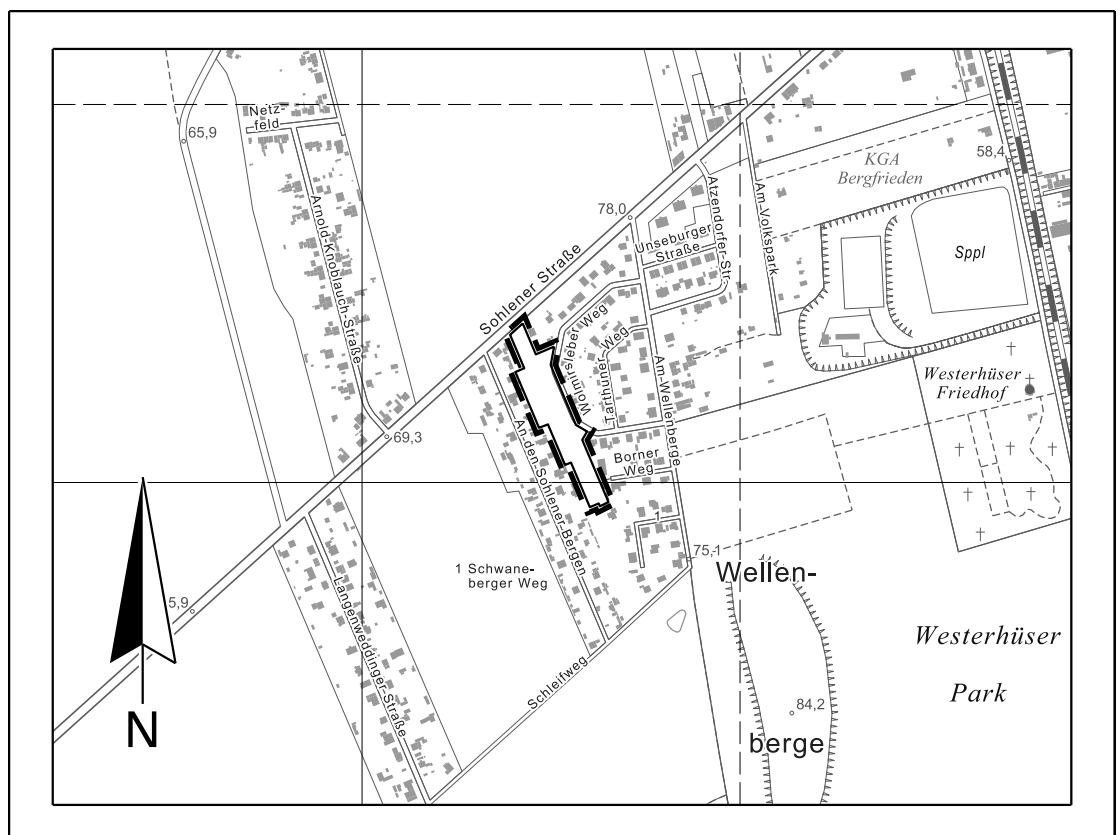 Netz-
feld
65,9
Arnold-Knoblauch-Straße
78,0
Sohlener Straße
Unseburger
Straße
Atzendorfer-Str.
Am-Volkspark
KGA
Bergfrieden
58,4
Sppl
Wolmirsleber Weg
Tarthuner Weg
Am-Wellenberge
Westerhüser
Friedhof
69,3
An-den-Sohlener-Bergen
Borner
Weg
1
75,1
1 Schwane-
berger Weg
Wellen-
berge
84,2
Westerhüser
Park
5,9
Langenweddinger-Straße
Schleifweg
N